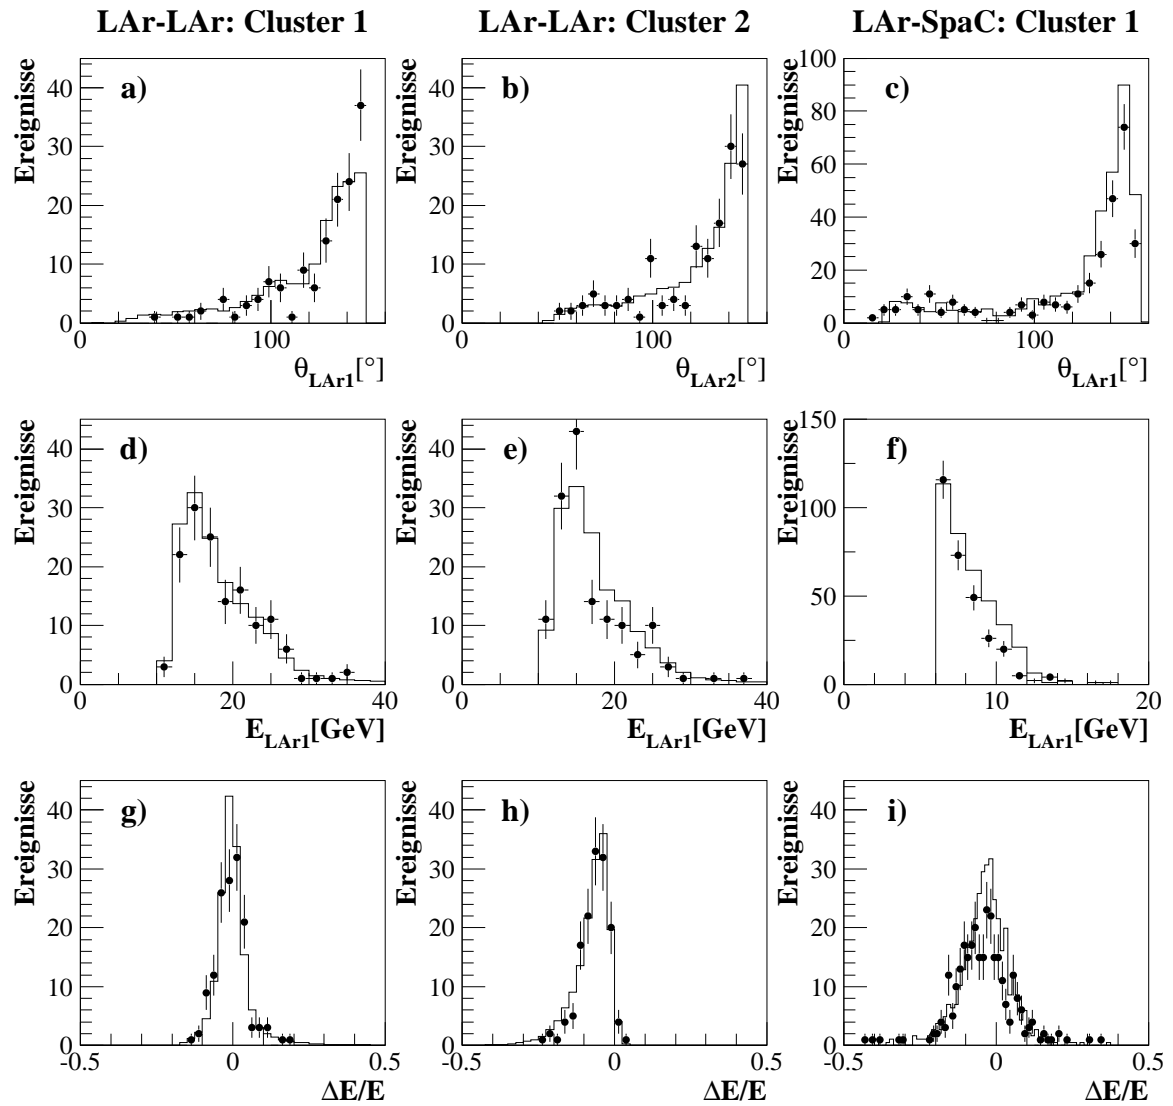 LAr-LAr: Cluster 1 LAr-LAr: Cluster 2 LAr-SpaC: Cluster 1
Ereignisse 40 30 20 10 0 a) 100 θLAr1[°]
Ereignisse 40 30 20 10 0 b) 100 θLAr2[°]
Ereignisse 100 80 60 40 20 0 c) 0 100 θLAr1[°]
Ereignisse 40 30 20 10 0 d) 0 20 40 ELAr1[GeV]
Ereignisse 40 30 20 10 0 e) 0 20 40 ELAr1[GeV]
Ereignisse 150 100 50 0 f) 0 10 20 ELAr1[GeV]
Ereignisse 40 30 20 10 0 g) -0.5 0 0.5 ΔE/E
Ereignisse 40 30 20 10 0 h) -0.5 0 0.5 ΔE/E
Ereignisse 40 30 20 10 0 i) -0.5 0 0.5 ΔE/E